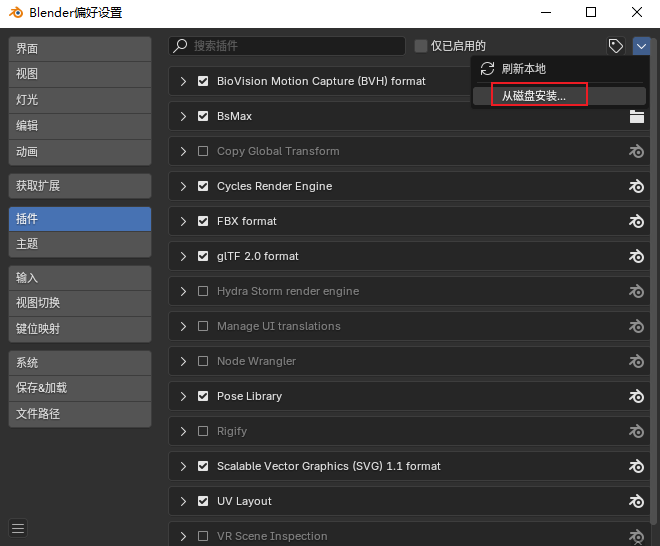 Blender偏好设置
界面
视图
灯光
编辑
动画
获取扩展
插件
主题
输入
视图切换
键位映射
系统
保存&加载
文件路径
搜索插件
仅已启用的
刷新本地
从磁盘安装...
BioVision Motion Capture (BVH) format
BsMax
Copy Global Transform
Cycles Render Engine
FBX format
glTF 2.0 format
Hydra Storm render engine
Manage UI translations
Node Wrangler
Pose Library
Rigify
Scalable Vector Graphics (SVG) 1.1 format
UV Layout
VR Scene Inspection